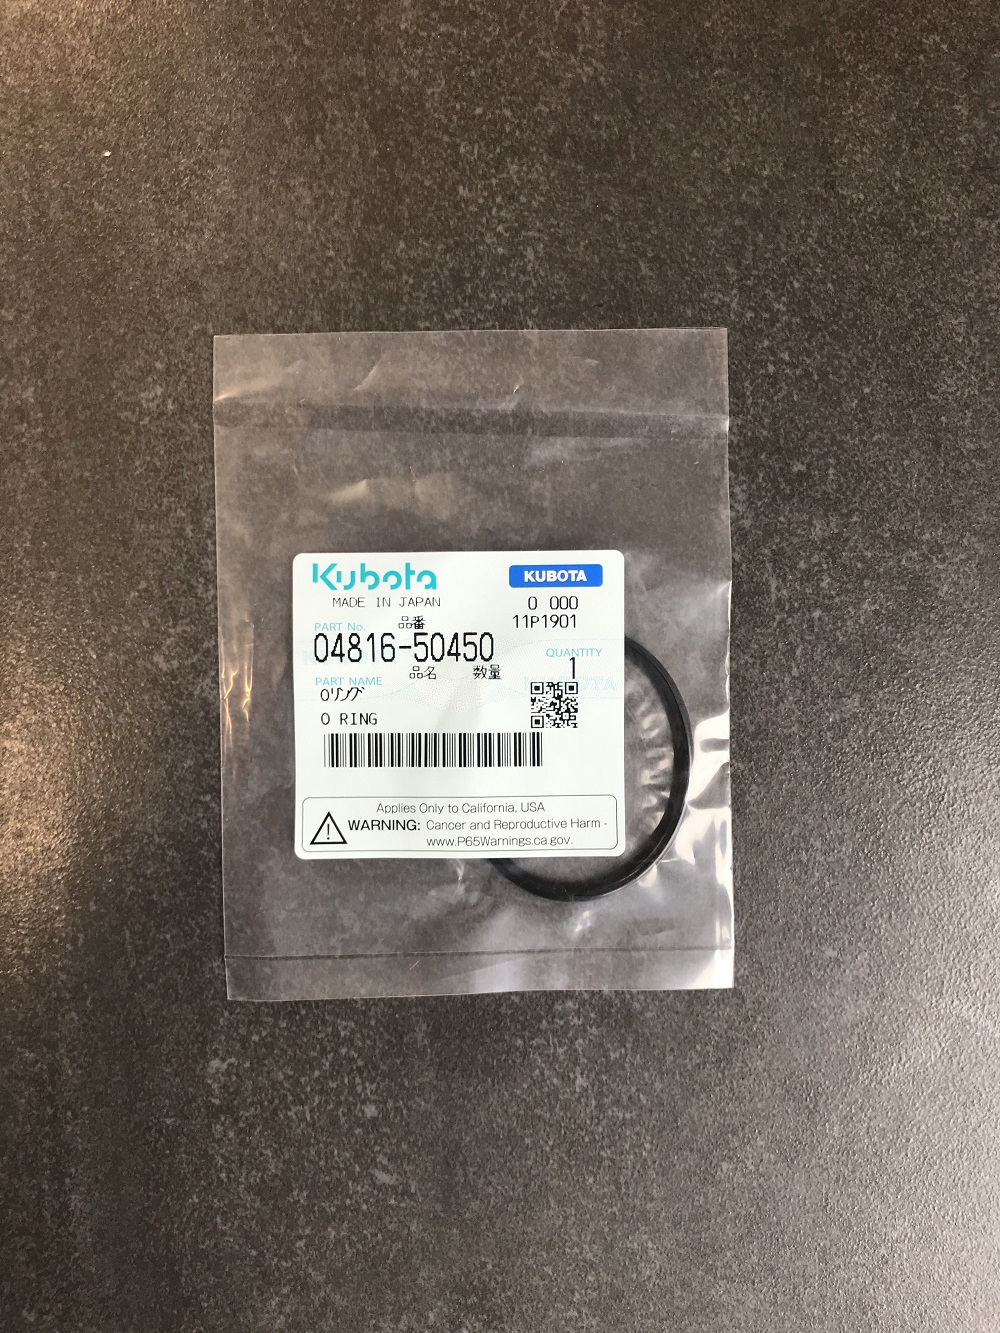 Kubota
KUBOTA
MADE IN JAPAN
0 000
PART No. 品番
11P1901
04816-50450
QUANTITY
品名 数量 1
PART NAME
Oリング
O RING
Applies Only to California, USA
WARNING: Cancer and Reproductive Harm -
www.P65Warnings.ca.gov.